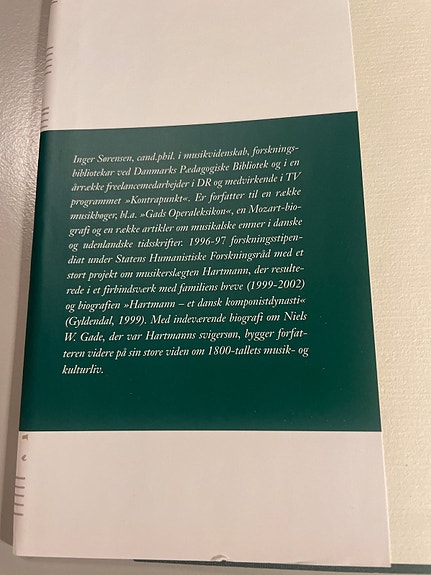 Inger Sørensen, cand.phil. i musikvidenskab, forsknings-
bibliotekar ved Danmarks Pædagogiske Bibliotek og i en
årrække freelancemedarbejder i DR og medvirkende i TV
programmet »Kontrapunkt«. Er forfatter til en række
musikbøger, bl.a. »Gads Operaleksikon«, en Mozart-bio-
grafi og en række artikler om musikalske emner i danske
og udenlandske tidsskrifter. 1996-97 forskningsstipen-
diat under Statens Humanistiske Forskningsråd med et
stort projekt om musikerslægten Hartmann, der resulte-
rede i et firbindsværk med familiens breve (1999-2002)
og biografien »Hartmann – et dansk komponistdynasti«
(Gyldendal, 1999). Med indeværende biografi om Niels
W. Gade, der var Hartmanns svigersøn, bygger forfat-
teren videre på sin store viden om 1800-tallets musik- og
kulturliv.